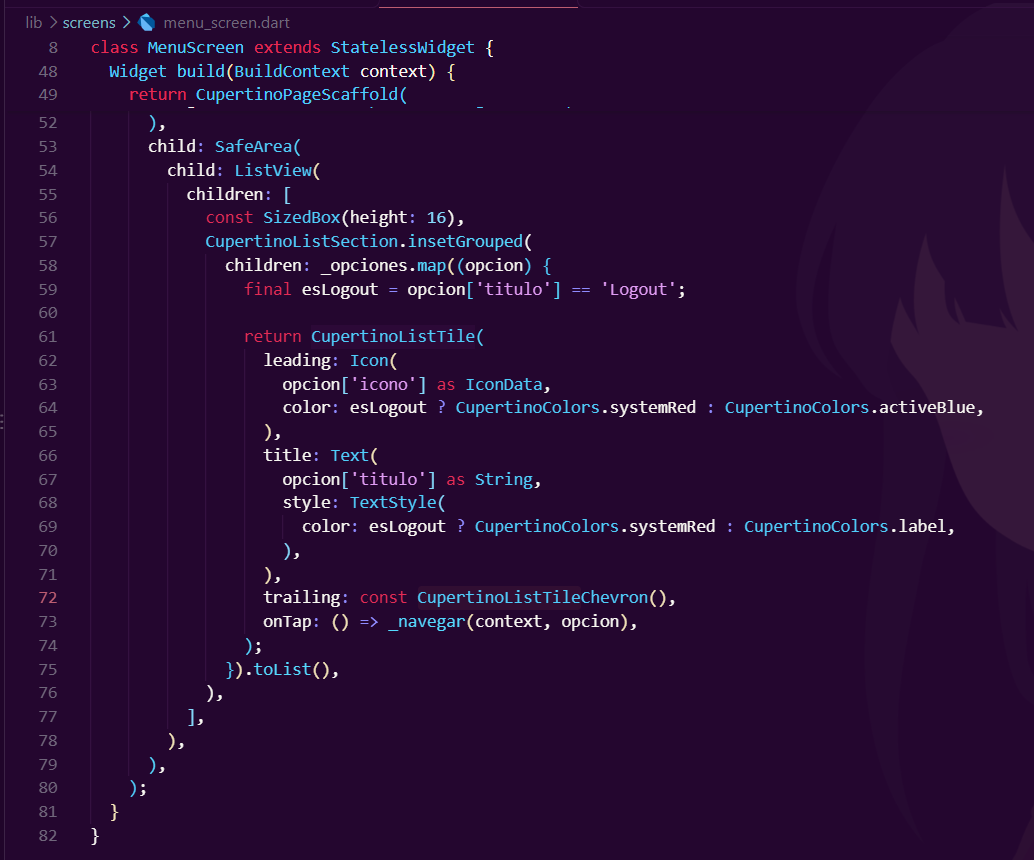 lib > screens > menu_screen.dart
8 class MenuScreen extends StatelessWidget {
48   Widget build(BuildContext context) {
49     return CupertinoPageScaffold(
52       ),
53       child: SafeArea(
54         child: ListView(
55           children: [
56             const SizedBox(height: 16),
57             CupertinoListSection.insetGrouped(
58               children: _opciones.map((opcion) {
59                 final esLogout = opcion['titulo'] == 'Logout';
60
61                 return CupertinoListTile(
62                   leading: Icon(
63                     opcion['icono'] as IconData,
64                     color: esLogout ? CupertinoColors.systemRed : CupertinoColors.activeBlue,
65                   ),
66                   title: Text(
67                     opcion['titulo'] as String,
68                     style: TextStyle(
69                       color: esLogout ? CupertinoColors.systemRed : CupertinoColors.label,
70                     ),
71                   ),
72                   trailing: const CupertinoListTileChevron(),
73                   onTap: () => _navegar(context, opcion),
74                 );
75               }).toList(),
76             ),
77           ],
78         ),
79       ),
80     );
81   }
82 }